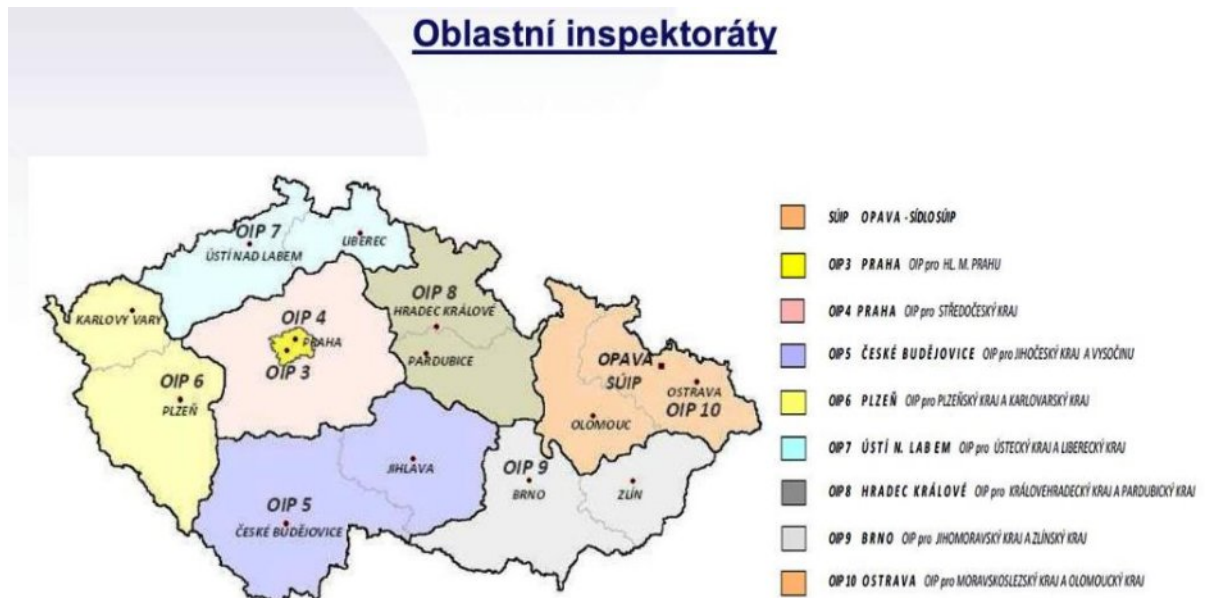 Oblastní inspektoráty
OIP 7
ÚSTÍ NAD LABEM
LIBEREC
KARLOVY VARY
OIP 4
PRAHA
OIP 3
OIP 8
HRADEC KRÁLOVÉ
PARDUBICE
OIP 6
PLZEŇ
OPAVA
SÚIP
OSTRAVA
OIP 10
OLOMOUC
JIHLAVA
OIP 9
BRNO
ZLÍN
OIP 5
ČESKÉ BUDĚJOVICE
SÚIP OPAVA - SÍDLO SÚIP
OIP3 PRAHA OIP pro HL. M. PRAHU
OIP4 PRAHA OIP pro STŘEDOČESKÝ KRAJ
OIP5 ČESKÉ BUDĚJOVICE OIP pro JIHOČESKÝ KRAJ A VYSOČINU
OIP6 PLZEŇ OIP pro PLZEŇSKÝ KRAJ A KARLOVARSKÝ KRAJ
OIP7 ÚSTÍ N. LABEM OIP pro ÚSTECKÝ KRAJ A LIBERECKÝ KRAJ
OIP8 HRADEC KRÁLOVÉ OIP pro KRÁLOVEHRADECKÝ KRAJ A PARDUBICKÝ KRAJ
OIP9 BRNO OIP pro JIHOMORAVSKÝ KRAJ A ZLÍNSKÝ KRAJ
OIP10 OSTRAVA OIP pro MORAVSKOSLEZSKÝ KRAJ A OLOMOUCKÝ KRAJ